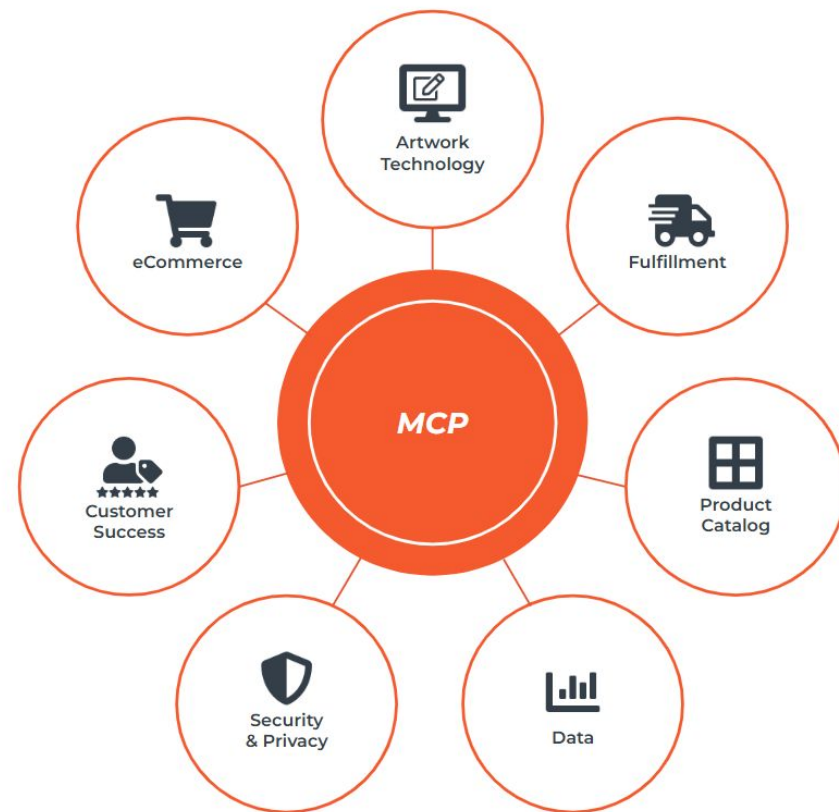 Artwork
Technology
eCommerce
Fulfillment
MCP
Customer
Success
Product
Catalog
Security
& Privacy
Data